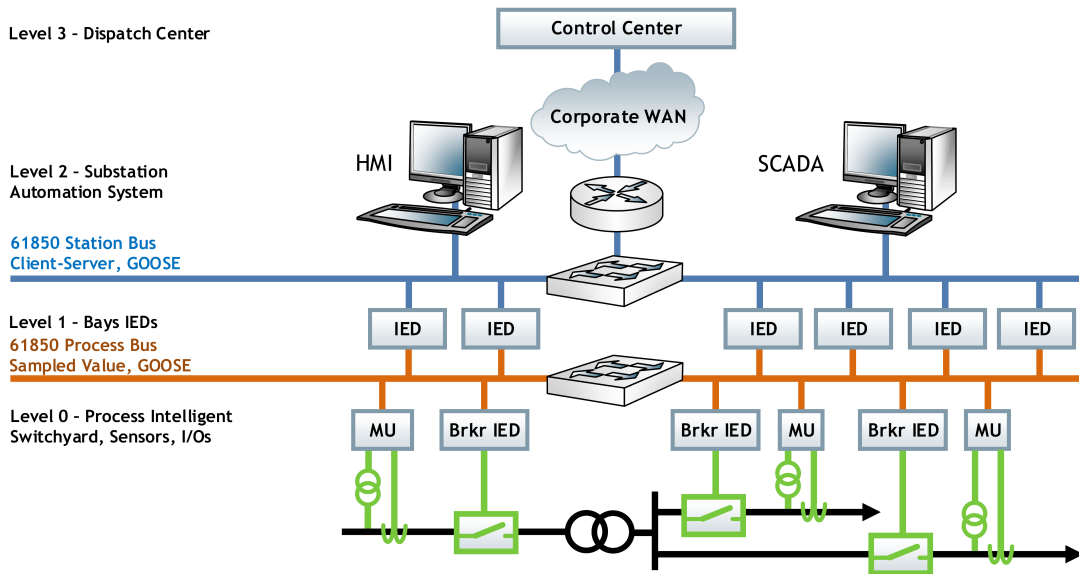 Level 3 – Dispatch Center
Control Center
Corporate WAN
HMI
SCADA
Level 2 – Substation
Automation System
61850 Station Bus
Client-Server, GOOSE
IED
IED
IED
IED
IED
IED
Level 1 – Bays IEDs
61850 Process Bus
Sampled Value, GOOSE
Level 0 – Process Intelligent
Switchyard, Sensors, I/Os
MU
Brkr IED
Brkr IED
MU
Brkr IED
MU